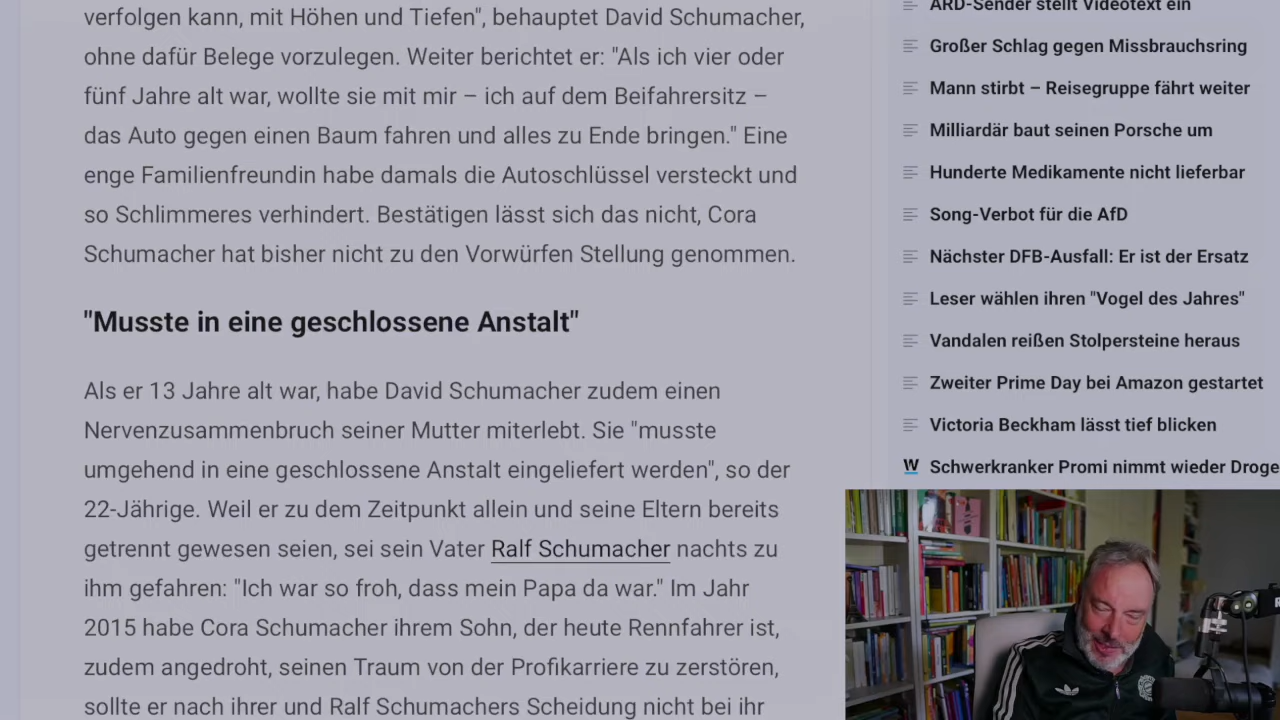 verfolgen kann, mit Höhen und Tiefen", behauptet David Schumacher,
ohne dafür Belege vorzulegen. Weiter berichtet er: "Als ich vier oder
fünf Jahre alt war, wollte sie mit mir – ich auf dem Beifahrersitz –
das Auto gegen einen Baum fahren und alles zu Ende bringen." Eine
enge Familienfreundin habe damals die Autoschlüssel versteckt und
so Schlimmeres verhindert. Bestätigen lässt sich das nicht, Cora
Schumacher hat bisher nicht zu den Vorwürfen Stellung genommen.
"Musste in eine geschlossene Anstalt"
Als er 13 Jahre alt war, habe David Schumacher zudem einen
Nervenzusammenbruch seiner Mutter miterlebt. Sie "musste
umgehend in eine geschlossene Anstalt eingeliefert werden", so der
22-Jährige. Weil er zu dem Zeitpunkt allein und seine Eltern bereits
getrennt gewesen seien, sei sein Vater Ralf Schumacher nachts zu
ihm gefahren: "Ich war so froh, dass mein Papa da war." Im Jahr
2015 habe Cora Schumacher ihrem Sohn, der heute Rennfahrer ist,
zudem angedroht, seinen Traum von der Profikarriere zu zerstören,
sollte er nach ihrer und Ralf Schumachers Scheidung nicht bei ihr
ARD-Sender stellt Videotext ein
Großer Schlag gegen Missbrauchsring
Mann stirbt – Reisegruppe fährt weiter
Milliardär baut seinen Porsche um
Hunderte Medikamente nicht lieferbar
Song-Verbot für die AfD
Nächster DFB-Ausfall: Er ist der Ersatz
Leser wählen ihren "Vogel des Jahres"
Vandalen reißen Stolpersteine heraus
Zweiter Prime Day bei Amazon gestartet
Victoria Beckham lässt tief blicken
W Schwerkranker Promi nimmt wieder Droge